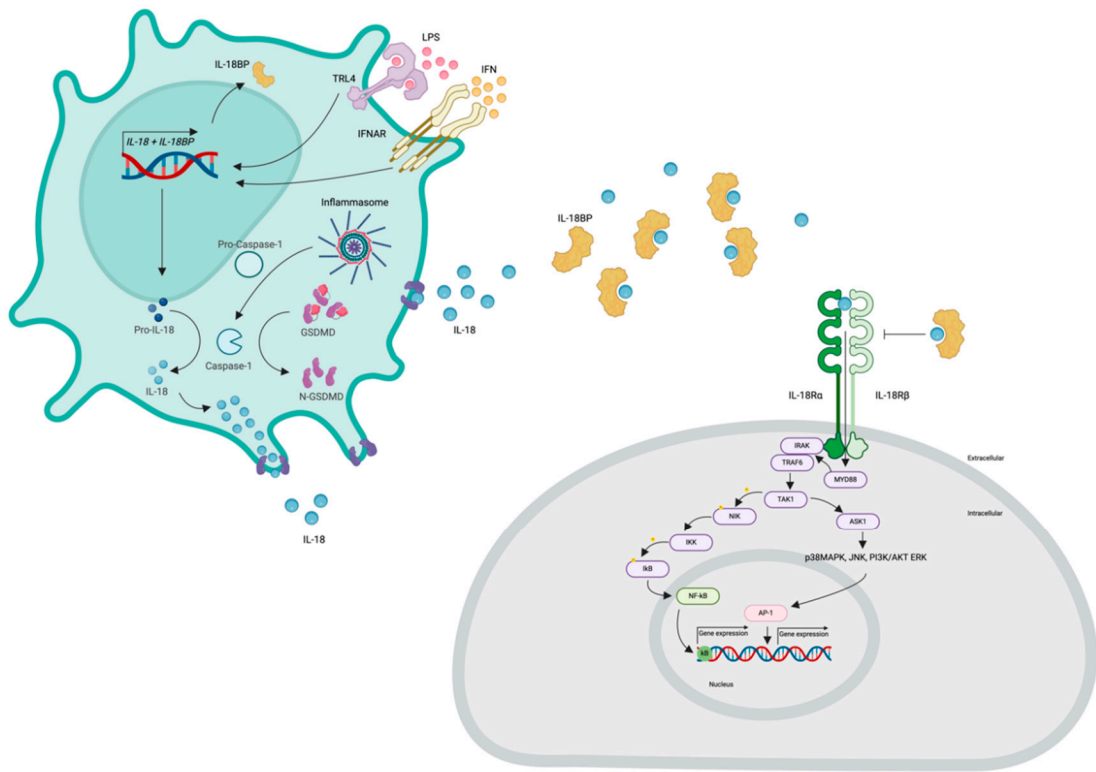 LPS
IL-18BP
TRL4
IFN
IL-18 + IL-18BP
IFNAR
Inflammasome
Pro-Caspase-1
IL-18BP
Pro-IL-18
GSDMD
IL-18
Caspase-1
IL-18
N-GSDMD
IL-18
IL-18Rα
IL-18Rβ
IRAK
Extracellular
TRAF6
MYD88
TAK1
Intracellular
NIK
ASK1
IKK
p38MAPK, JNK, PI3K/AKT ERK
IkB
NF-kB
AP-1
Gene expression
Gene expression
kB
Nucleus